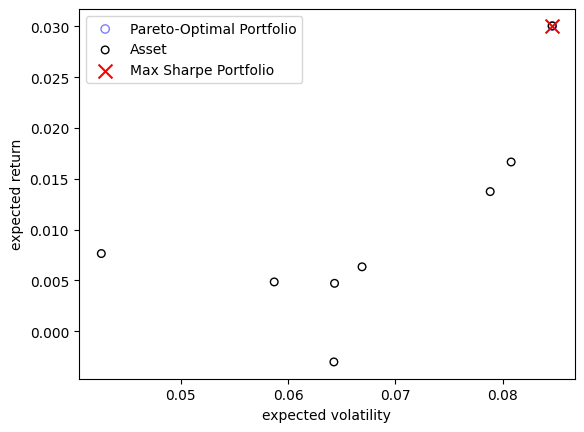 0.030
0.025
0.020
0.015
0.010
0.005
0.000
expected return
Pareto-Optimal Portfolio
Asset
Max Sharpe Portfolio
0.05
0.06
0.07
0.08
expected volatility